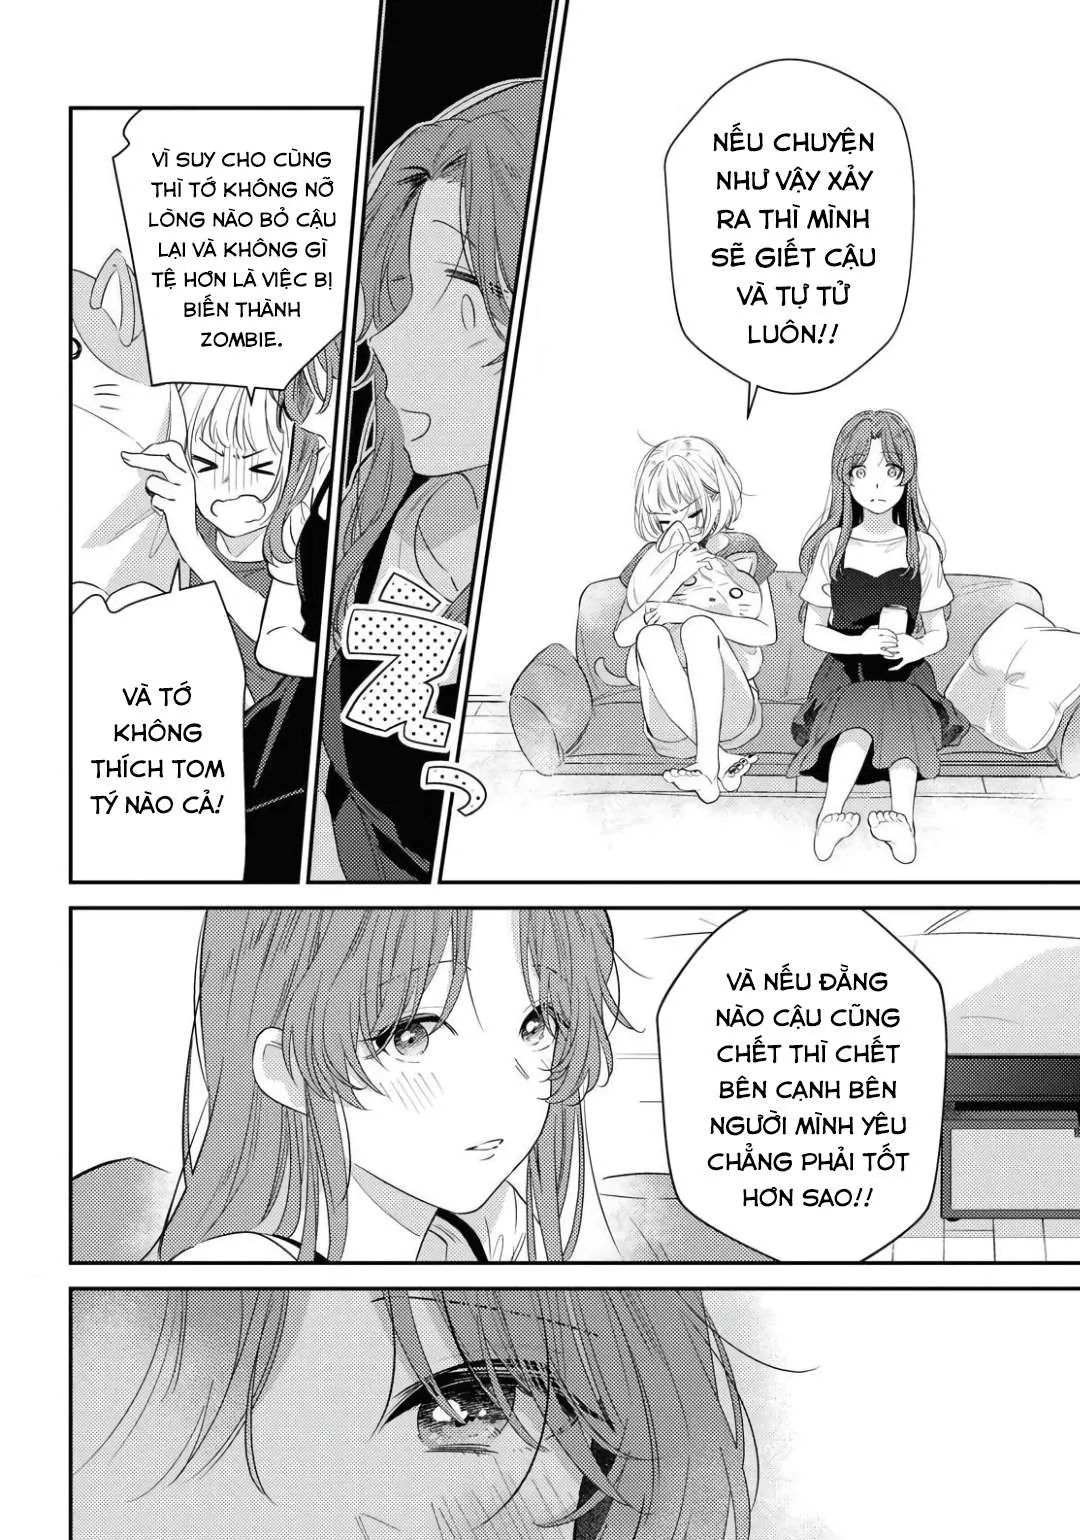 NẾU CHUYỆN
NHƯ VẬY XẢY
RA THÌ MÌNH
SẼ GIẾT CẬU
VÀ TỰ TỬ
LUÔN!!
え、っ
VÌ SUY CHO CÙNG
THÌ TỚ KHÔNG NỠ
LÒNG NÀO BỎ CẬU
LẠI VÀ KHÔNG GÌ
TỆ HƠN LÀ VIỆC BỊ
BIẾN THÀNH
ZOMBIE.
VÀ TỚ
KHÔNG
THÍCH TOM
TÝ NÀO CẢ!
VÀ NẾU ĐẰNG
NÀO CẬU CŨNG
CHẾT THÌ CHẾT
BÊN CẠNH BÊN
NGƯỜI MÌNH YÊU
CHẲNG PHẢI TỐT
HƠN SAO!!